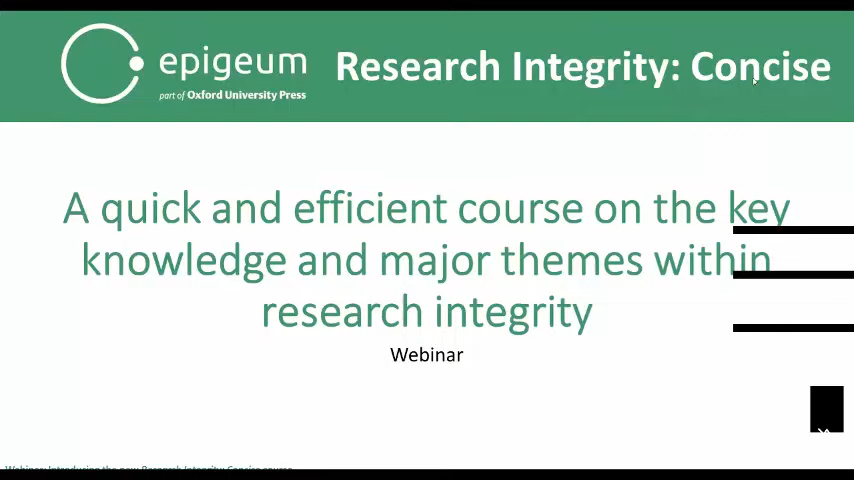 epigeum
part of Oxford University Press
Research Integrity: Concise
A quick and efficient course on the key
knowledge and major themes within
research integrity
Webinar
Webinar: Introducing the new Research Integrity: Concise course